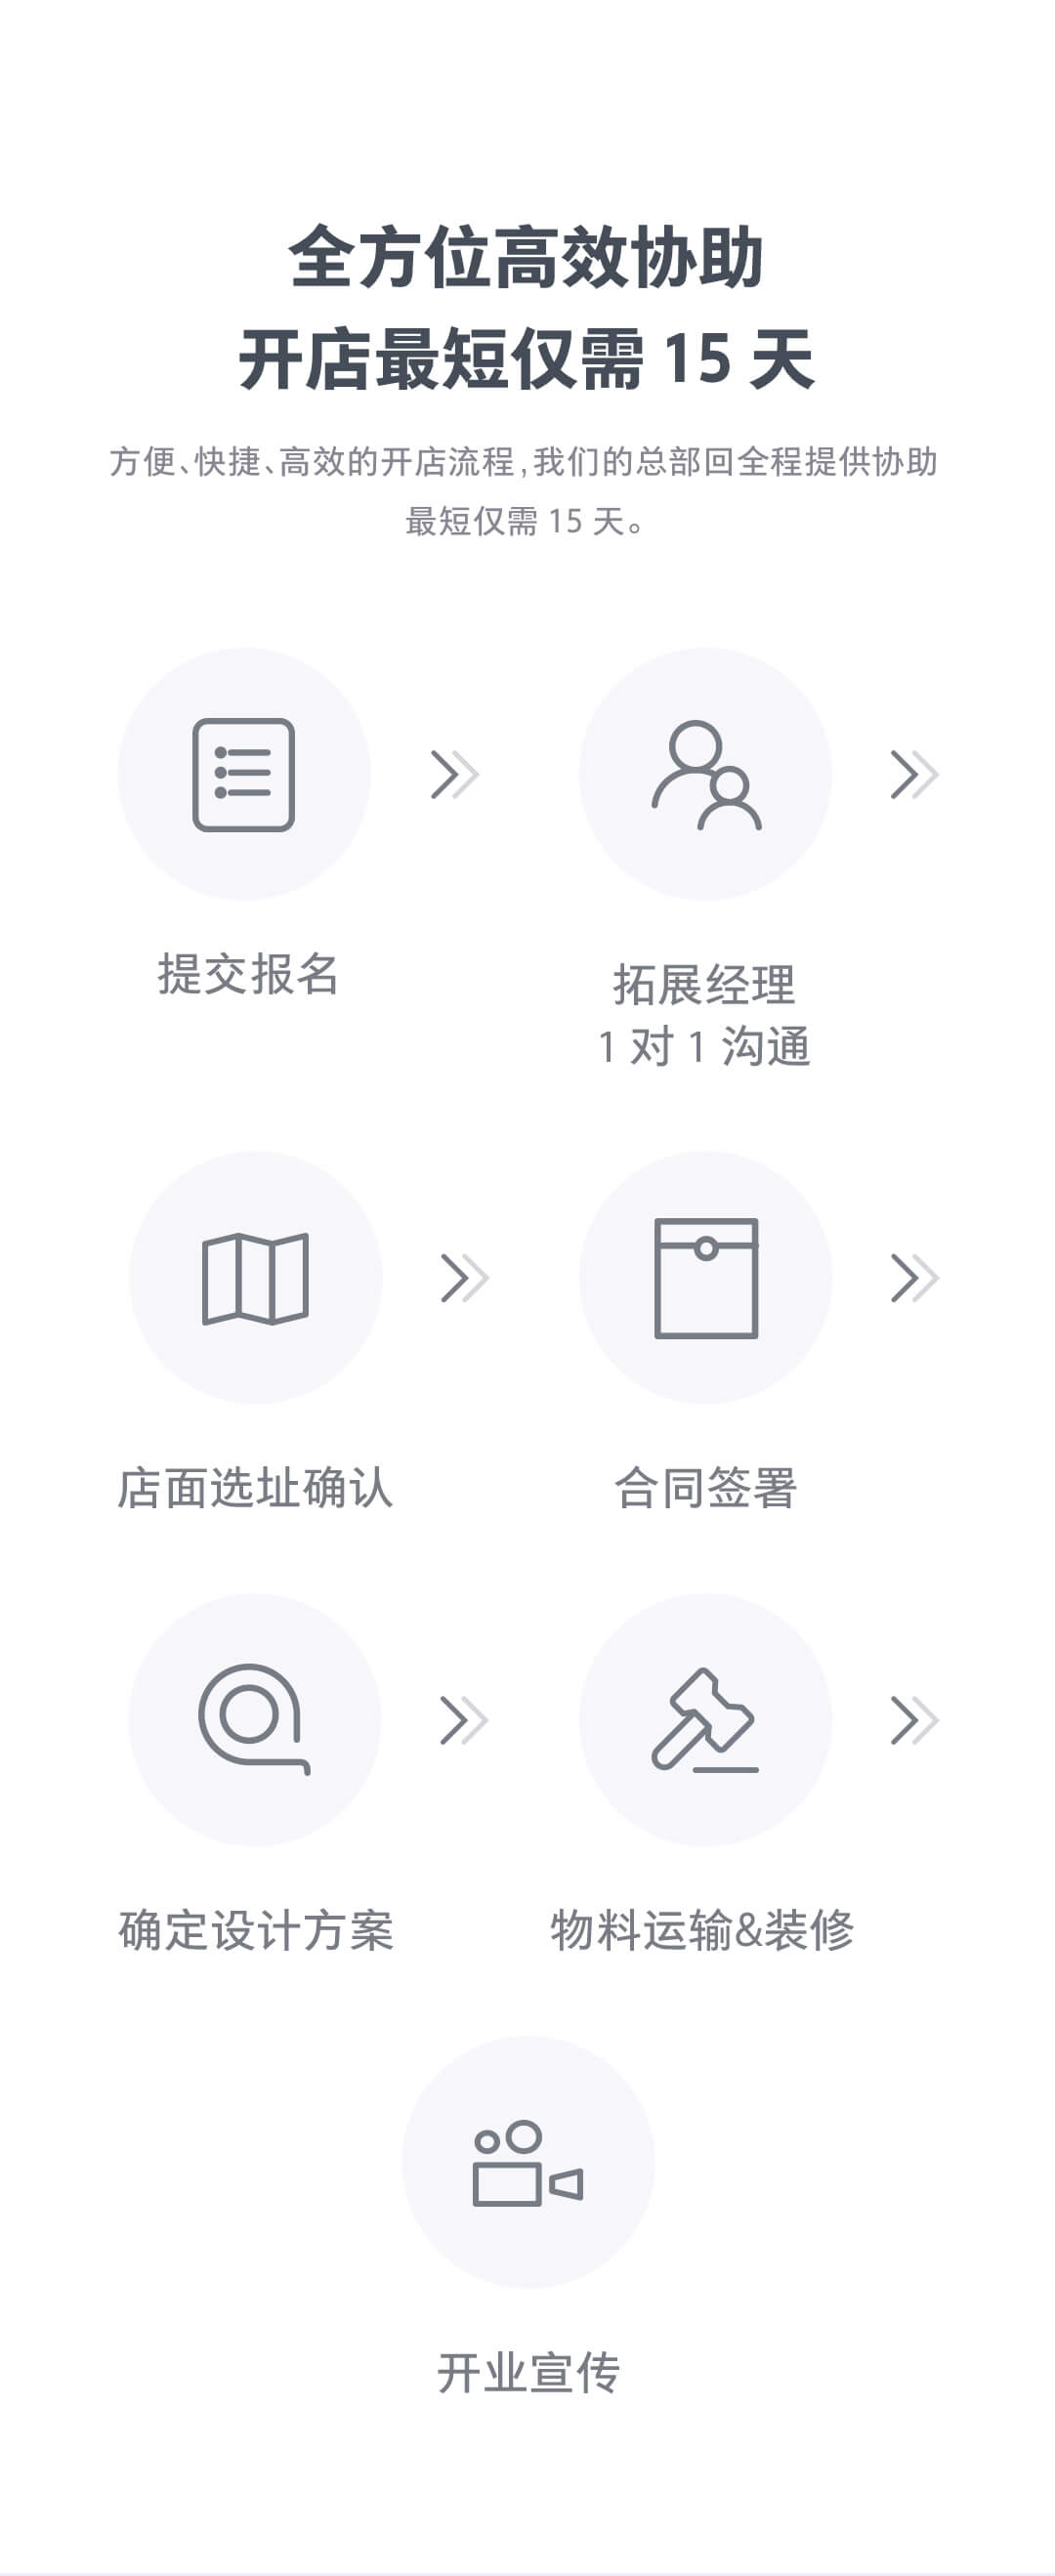 全方位高效协助
开店最短仅需 15 天
方便、快捷、高效的开店流程,我们的总部回全程提供协助
最短仅需 15 天。
提交报名
拓展经理
1 对 1 沟通
店面选址确认
合同签署
确定设计方案
物料运输&装修
开业宣传